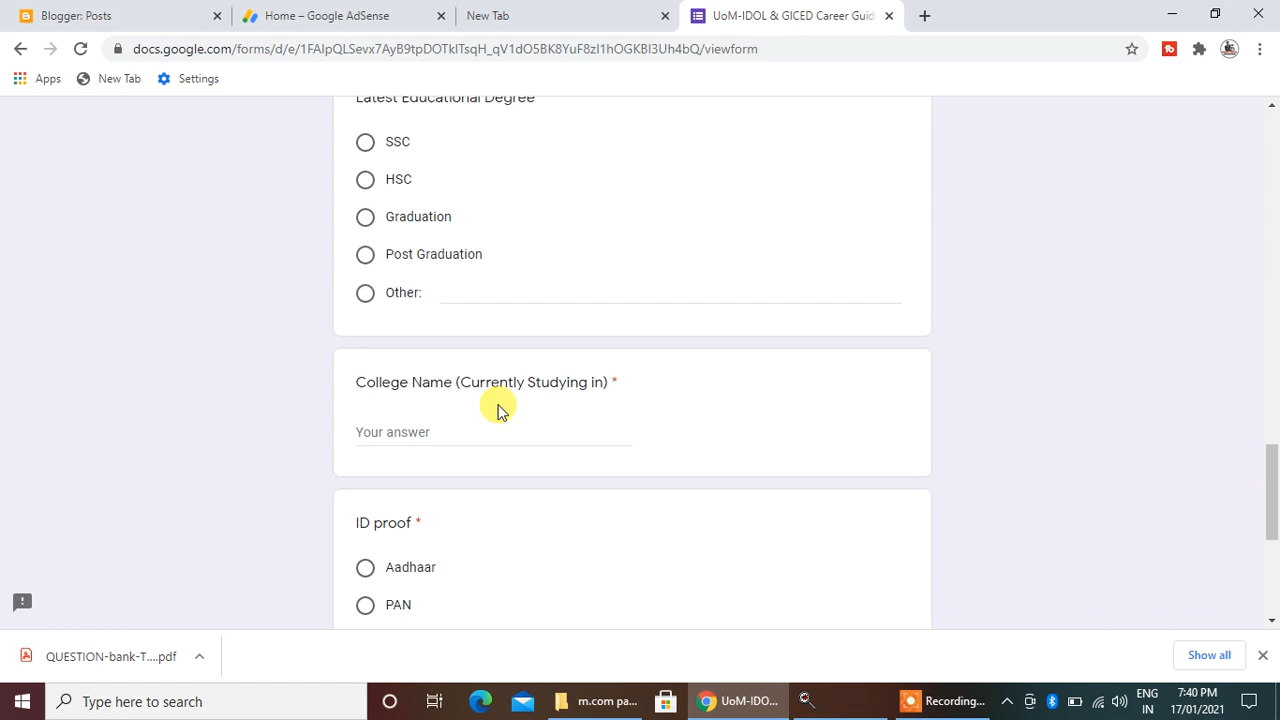 Blogger: Posts
Home – Google AdSense
New Tab
UoM-IDOL & GICED Career Guid
docs.google.com/forms/d/e/1FAIpQLSevx7AyB9tpDOTkITsqH_qV1dO5BK8YuF8zI1hOGKBI3Uh4bQ/viewform
Apps
New Tab
Settings
Latest Educational Degree
SSC
HSC
Graduation
Post Graduation
Other:
College Name (Currently Studying in) *
Your answer
ID proof *
Aadhaar
PAN
QUESTION-bank-T....pdf
Show all
Type here to search
m.com pa...
UoM-IDO...
Recording...
ENG
IN
7:40 PM
17/01/2021